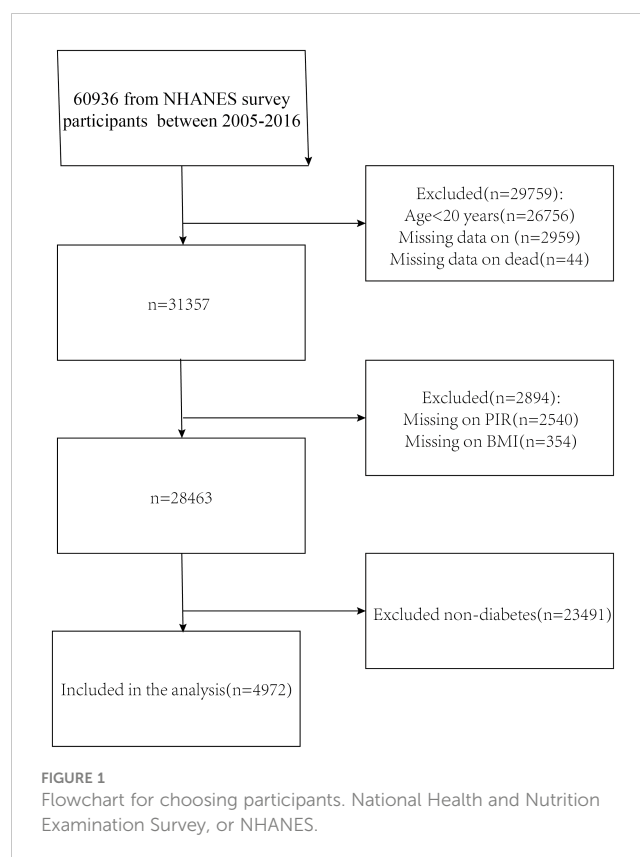 60936 from NHANES survey
participants between 2005-2016
Excluded(n=29759):
Age<20 years(n=26756)
Missing data on (n=2959)
Missing data on dead(n=44)
n=31357
Excluded(n=2894):
Missing on PIR(n=2540)
Missing on BMI(n=354)
n=28463
Excluded non-diabetes(n=23491)
Included in the analysis(n=4972)
FIGURE 1
Flowchart for choosing participants. National Health and Nutrition
Examination Survey, or NHANES.